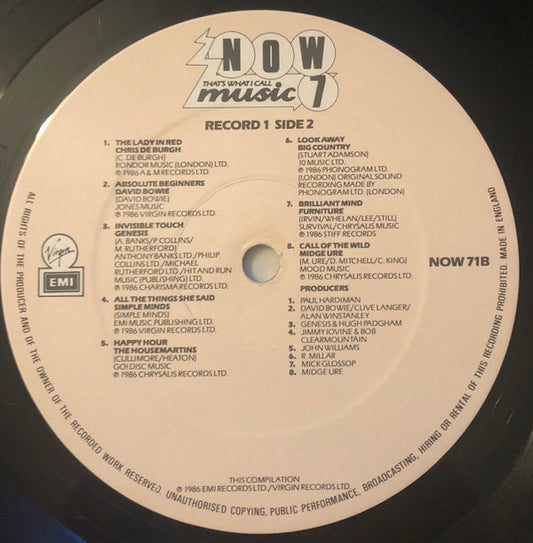 NOW
THAT'S WHAT I CALL
music 7
RECORD 1 SIDE 2
1. THE LADY IN RED
CHRIS DE BURGH
(C. DE BURGH)
RONDOR MUSIC (LONDON) LTD.
℗ 1986 A & M RECORDS LTD.
2. ABSOLUTE BEGINNERS
DAVID BOWIE
(DAVID BOWIE)
JONES MUSIC
℗ 1986 VIRGIN RECORDS LTD.
3. INVISIBLE TOUCH
GENESIS
(A. BANKS/P. COLLINS/
M. RUTHERFORD)
ANTHONY BANKS LTD./PHILIP
COLLINS LTD./MICHAEL
RUTHERFORD LTD./HIT AND RUN
MUSIC (PUBLISHING) LTD.
℗ 1986 CHARISMA RECORDS LTD.
4. ALL THE THINGS SHE SAID
SIMPLE MINDS
(SIMPLE MINDS)
EMI MUSIC PUBLISHING LTD.
℗ 1986 VIRGIN RECORDS LTD.
5. HAPPY HOUR
THE HOUSEMARTINS
(CULLIMORE/HEATON)
GO! DISC MUSIC
℗ 1986 CHRYSALIS RECORDS LTD.
6. LOOK AWAY
BIG COUNTRY
(STUART ADAMSON)
10 MUSIC LTD.
℗ 1986 PHONOGRAM LTD.
(LONDON) ORIGINAL SOUND
RECORDING MADE BY
PHONOGRAM LTD. (LONDON)
7. BRILLIANT MIND
FURNITURE
(IRVIN/WHELAN/LEE/STILL)
SURVIVAL/CHRYSALIS MUSIC
℗ 1986 STIFF RECORDS
8. CALL OF THE WILD
MIDGE URE
(M. URE/D. MITCHELL/C. KING)
MOOD MUSIC
℗ 1986 CHRYSALIS RECORDS LTD.
PRODUCERS
1. PAUL HARDIMAN
2. DAVID BOWIE/CLIVE LANGER/
ALAN WINSTANLEY
3. GENESIS & HUGH PADGHAM
4. JIMMY IOVINE & BOB
CLEARMOUNTAIN
5. JOHN WILLIAMS
6. R. MILLAR
7. MICK GLOSSOP
8. MIDGE URE
Virgin
EMI
NOW 71B
THIS COMPILATION
℗ 1986 EMI RECORDS LTD./VIRGIN RECORDS LTD.
ALL RIGHTS OF THE PRODUCER AND OF THE OWNER OF THE RECORDED WORK RESERVED. UNAUTHORISED COPYING, PUBLIC PERFORMANCE, BROADCASTING, HIRING OR RENTAL OF THIS RECORDING PROHIBITED. MADE IN ENGLAND